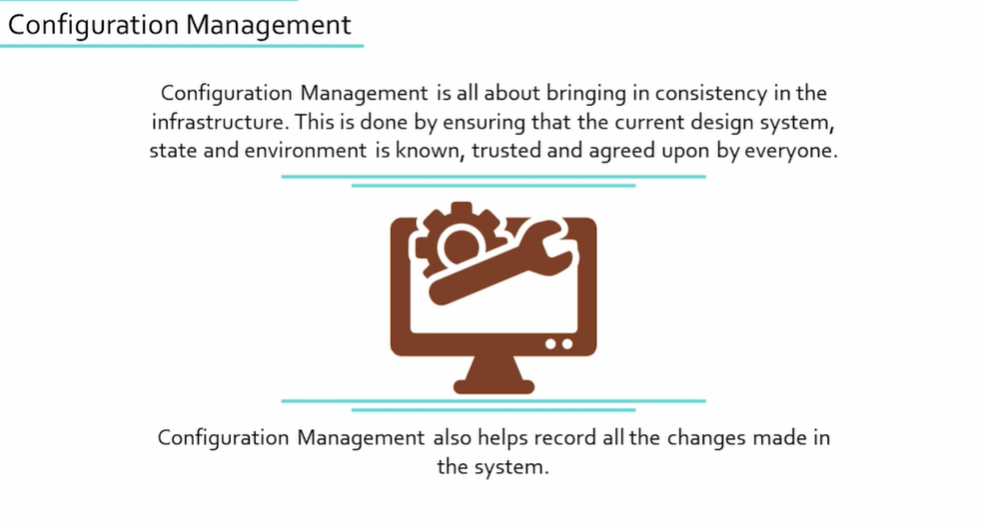 Configuration Management
Configuration Management is all about bringing in consistency in the
infrastructure. This is done by ensuring that the current design system,
state and environment is known, trusted and agreed upon by everyone.
Configuration Management also helps record all the changes made in
the system.